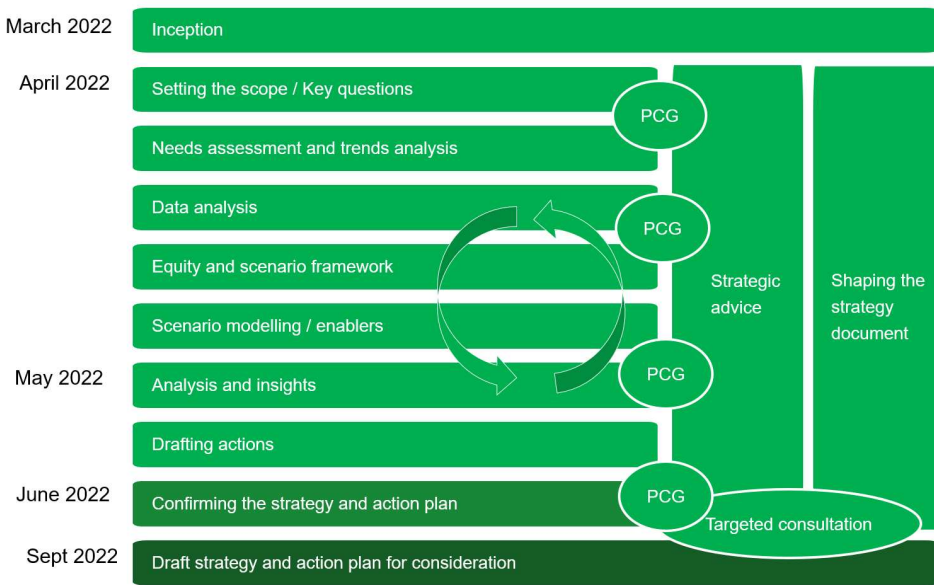 March 2022
Inception
April 2022
Setting the scope / Key questions
PCG
Needs assessment and trends analysis
Data analysis
PCG
Equity and scenario framework
Strategic
advice
Shaping the
strategy
document
Scenario modelling / enablers
May 2022
Analysis and insights
PCG
Drafting actions
June 2022
Confirming the strategy and action plan
PCG
Targeted consultation
Sept 2022
Draft strategy and action plan for consideration